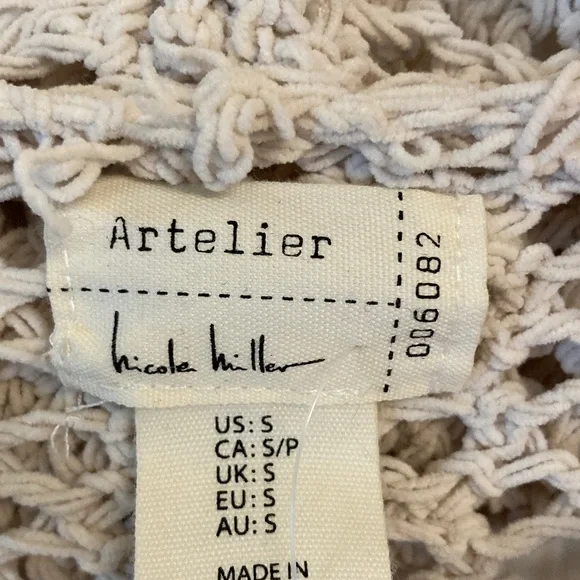 Artelier
nicole miller
006082
US: S
CA: S/P
UK: S
EU: S
AU: S
MADE IN